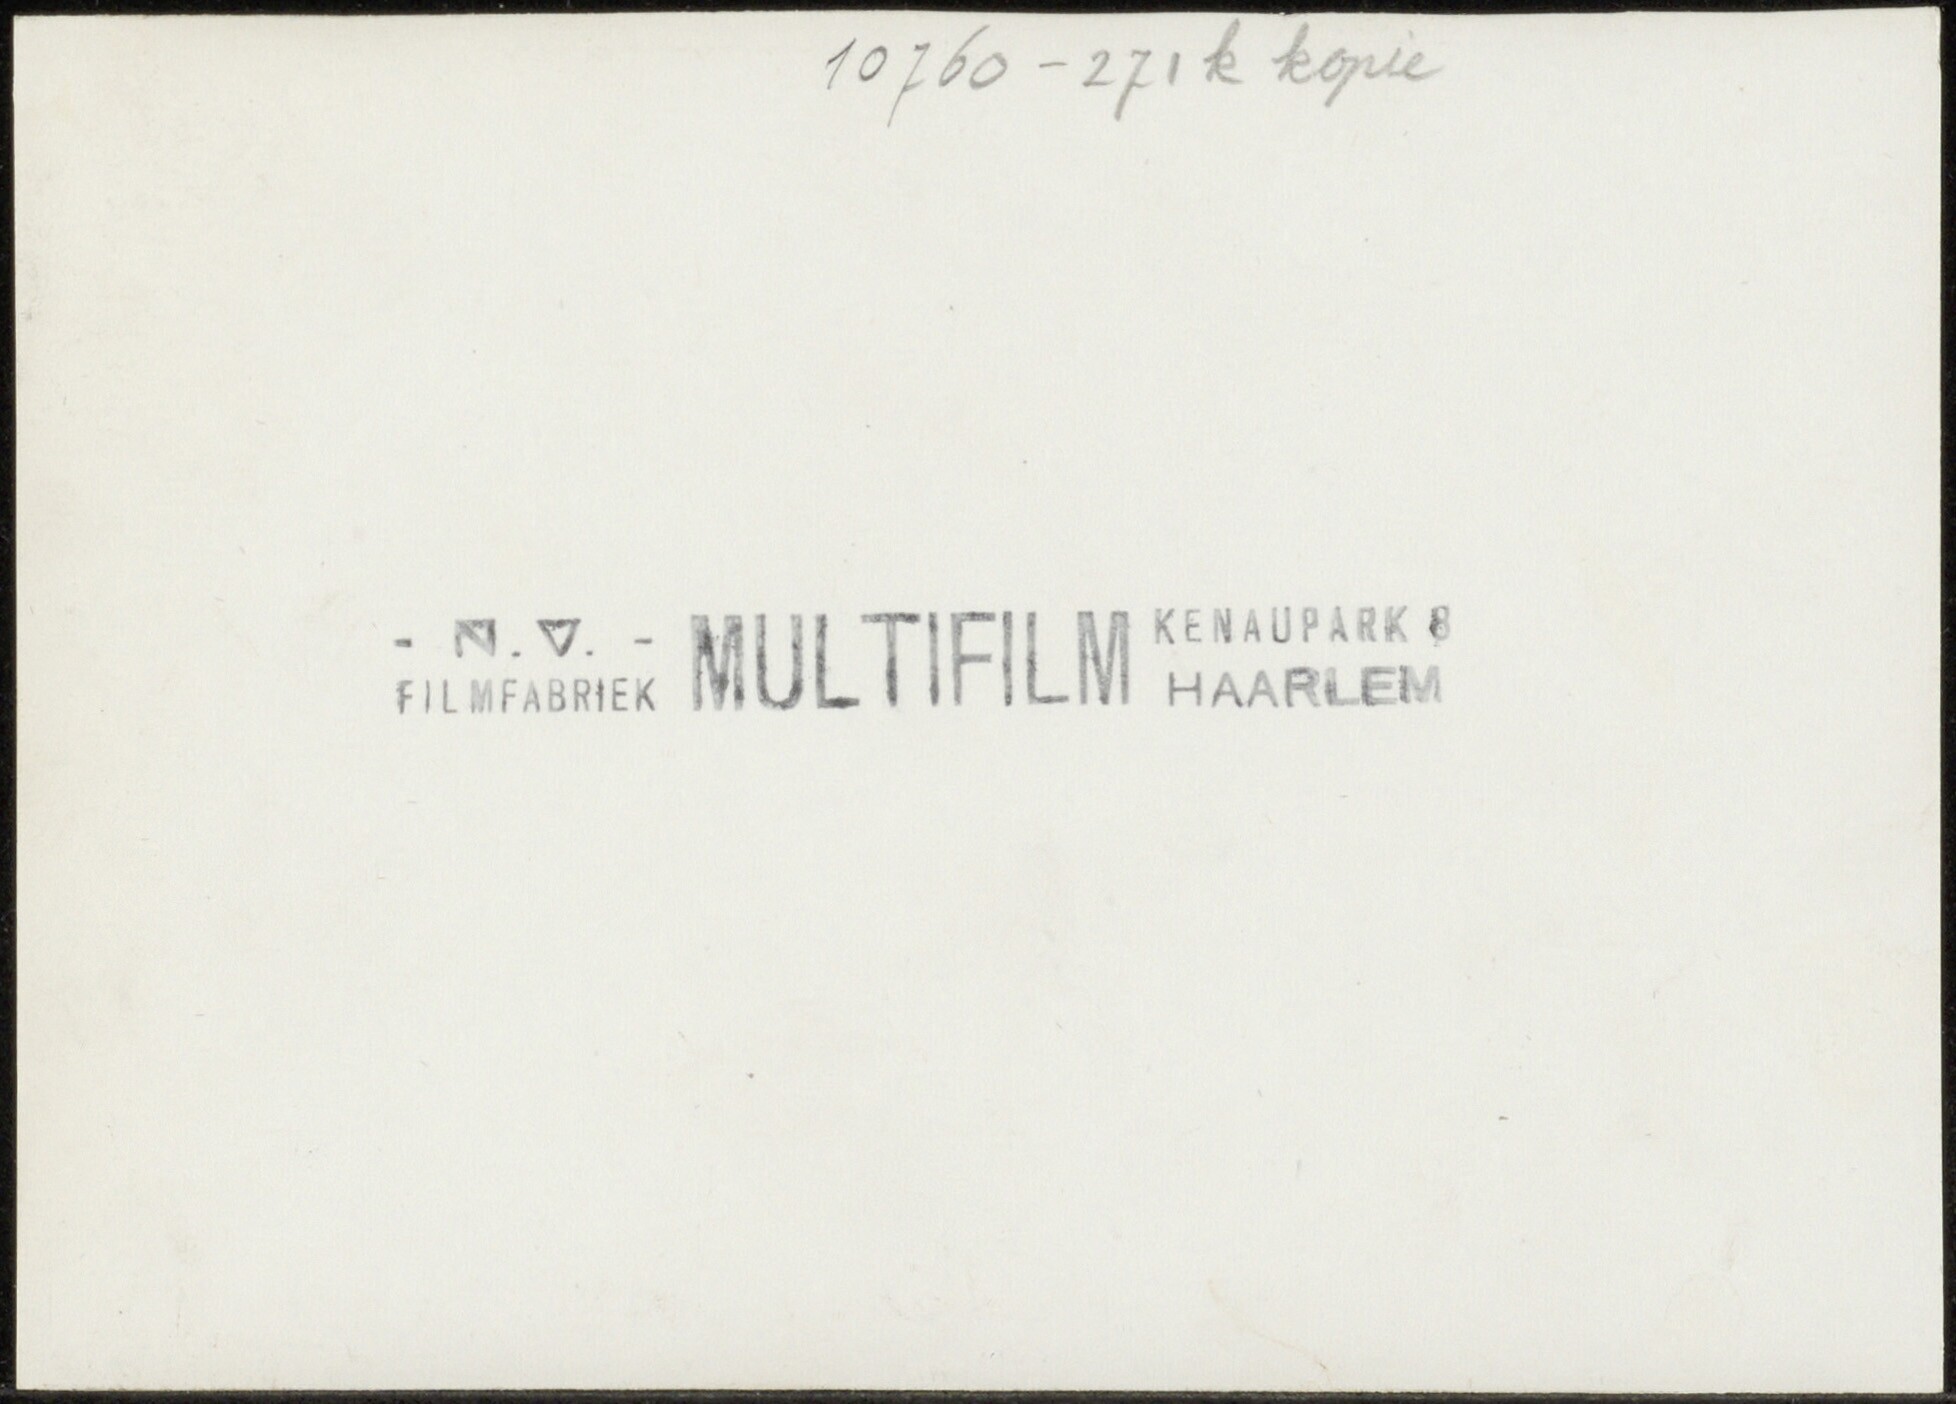 10760-271k kopie
- N.V. - MULTIFILM KENAUPARK 8
FILMFABRIEK HAARLEM